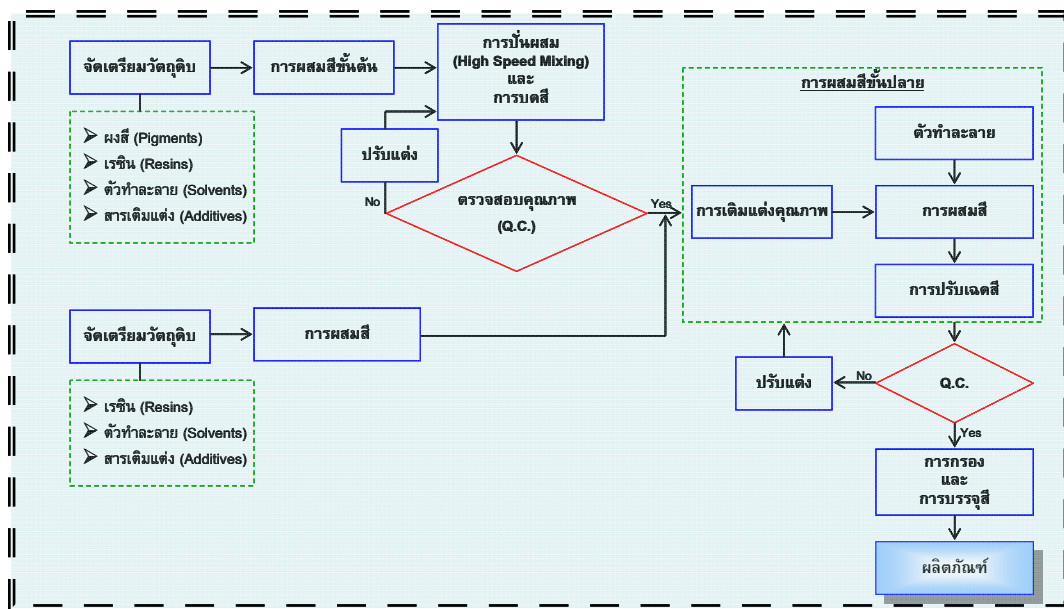 จัดเตรียมวัตถุดิบ
การผสมสีขั้นต้น
การปั่นผสม
(High Speed Mixing)
และ
การบดสี
ผงสี (Pigments)
เรซิน (Resins)
ตัวทำละลาย (Solvents)
สารเติมแต่ง (Additives)
ปรับแต่ง
No
ตรวจสอบคุณภาพ
(Q.C.)
Yes
การผสมสีขั้นปลาย
ตัวทำละลาย
การเติมแต่งคุณภาพ
การผสมสี
การปรับเฉดสี
จัดเตรียมวัตถุดิบ
การผสมสี
เรซิน (Resins)
ตัวทำละลาย (Solvents)
สารเติมแต่ง (Additives)
ปรับแต่ง
No
Q.C.
Yes
การกรอง
และ
การบรรจุสี
ผลิตภัณฑ์